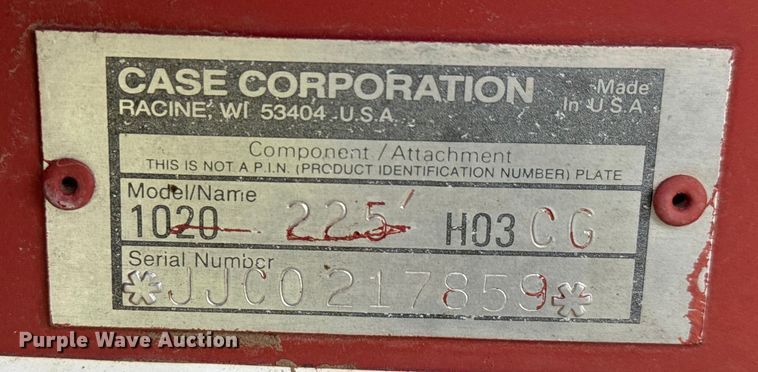 CASE CORPORATION
RACINE, WI 53404 U.S.A.
Made
In U.S.A.
Component/Attachment
THIS IS NOT A P.I.N. (PRODUCT IDENTIFICATION NUMBER) PLATE
Model/Name
1020 225' H03 CG
Serial Number
*JJC0217859*
Purple Wave Auction